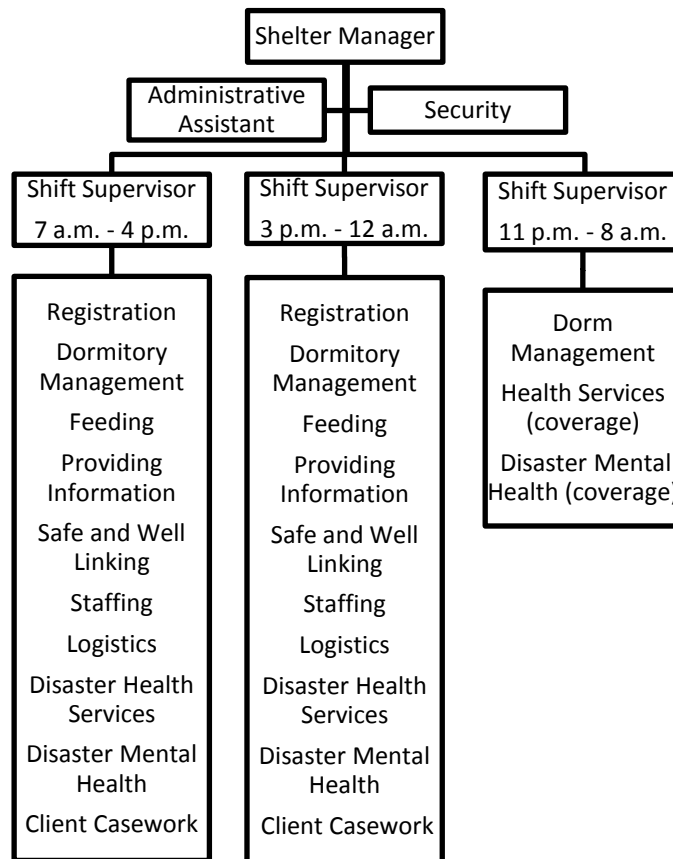 Shelter Manager
Administrative
Assistant
Security
Shift Supervisor
7 a.m. - 4 p.m.
Shift Supervisor
3 p.m. - 12 a.m.
Shift Supervisor
11 p.m. - 8 a.m.
Registration
Dormitory
Management
Feeding
Providing
Information
Safe and Well
Linking
Staffing
Logistics
Disaster Health
Services
Disaster Mental
Health
Client Casework
Registration
Dormitory
Management
Feeding
Providing
Information
Safe and Well
Linking
Staffing
Logistics
Disaster Health
Services
Disaster Mental
Health
Client Casework
Dorm
Management
Health Services
(coverage)
Disaster Mental
Health (coverage)